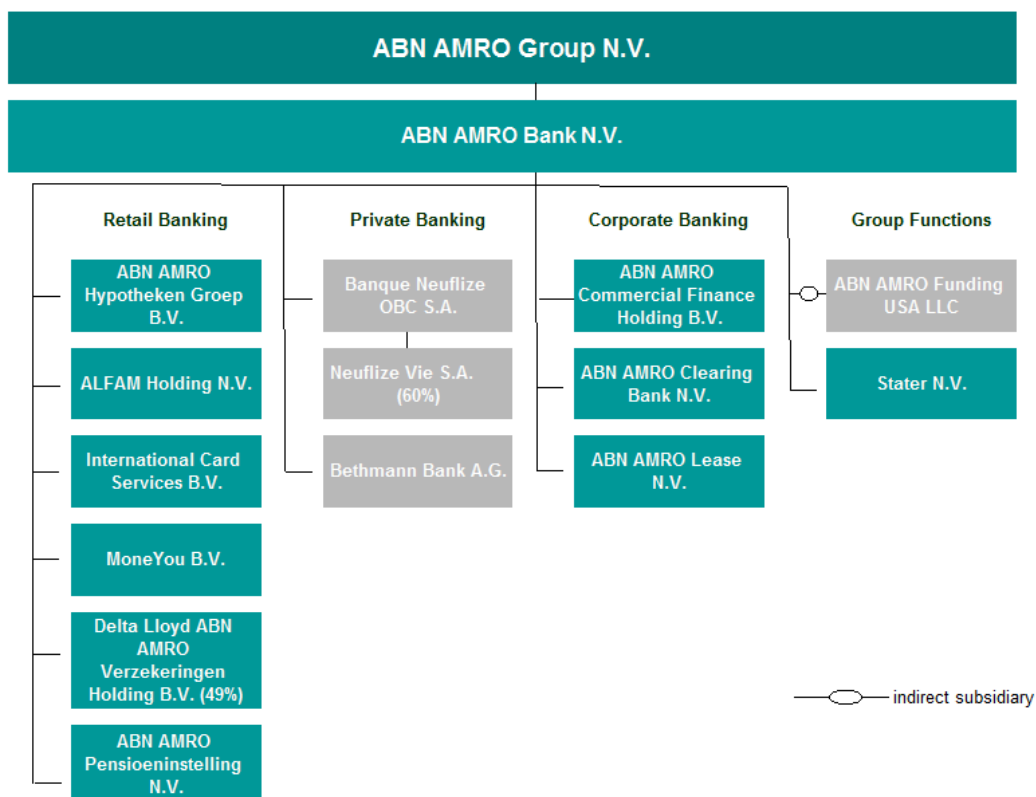 ABN AMRO Group N.V.
ABN AMRO Bank N.V.
Retail Banking
ABN AMRO
Hypotheken Groep
B.V.
ALFAM Holding N.V.
International Card
Services B.V.
MoneYou B.V.
Delta Lloyd ABN
AMRO
Verzekeringen
Holding B.V. (49%)
ABN AMRO
Pensioeninstelling
N.V.
Private Banking
Banque Neuflize
OBC S.A.
Neuflize Vie S.A.
(60%)
Bethmann Bank A.G.
Corporate Banking
ABN AMRO
Commercial Finance
Holding B.V.
ABN AMRO Clearing
Bank N.V.
ABN AMRO Lease
N.V.
Group Functions
ABN AMRO Funding
USA LLC
Stater N.V.
indirect subsidiary